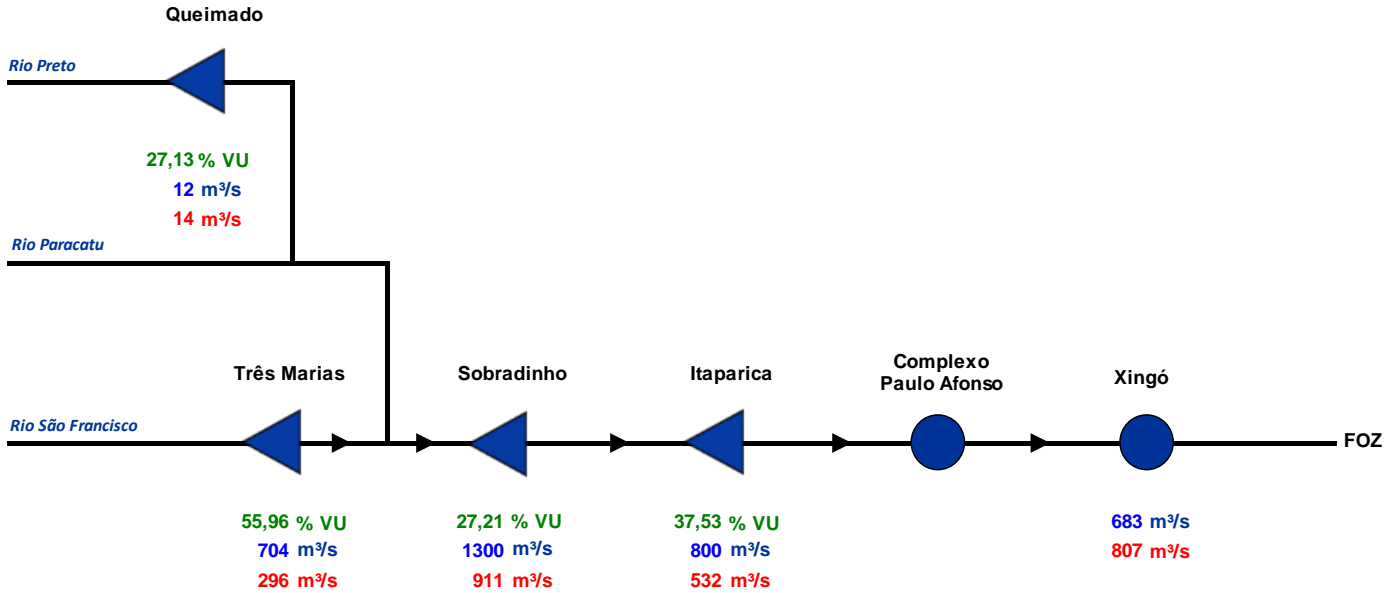 Queimado
Rio Preto
27,13 % VU
12 m³/s
14 m³/s
Rio Paracatu
Três Marias
Sobradinho
Itaparica
Complexo
Paulo Afonso
Xingó
Rio São Francisco
FOZ
55,96 % VU
704 m³/s
296 m³/s
27,21 % VU
1300 m³/s
911 m³/s
37,53 % VU
800 m³/s
532 m³/s
683 m³/s
807 m³/s